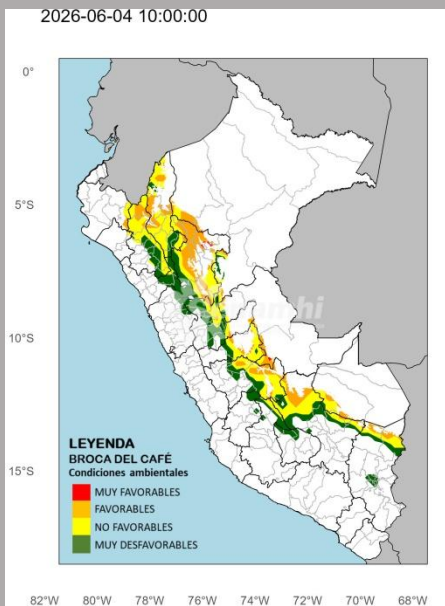 2026-06-04 10:00:00
0°
5°S
10°S
15°S
senamhi
LEYENDA
BROCA DEL CAFÉ
Condiciones ambientales
MUY FAVORABLES
FAVORABLES
NO FAVORABLES
MUY DESFAVORABLES
82°W 80°W 78°W 76°W 74°W 72°W 70°W 68°W